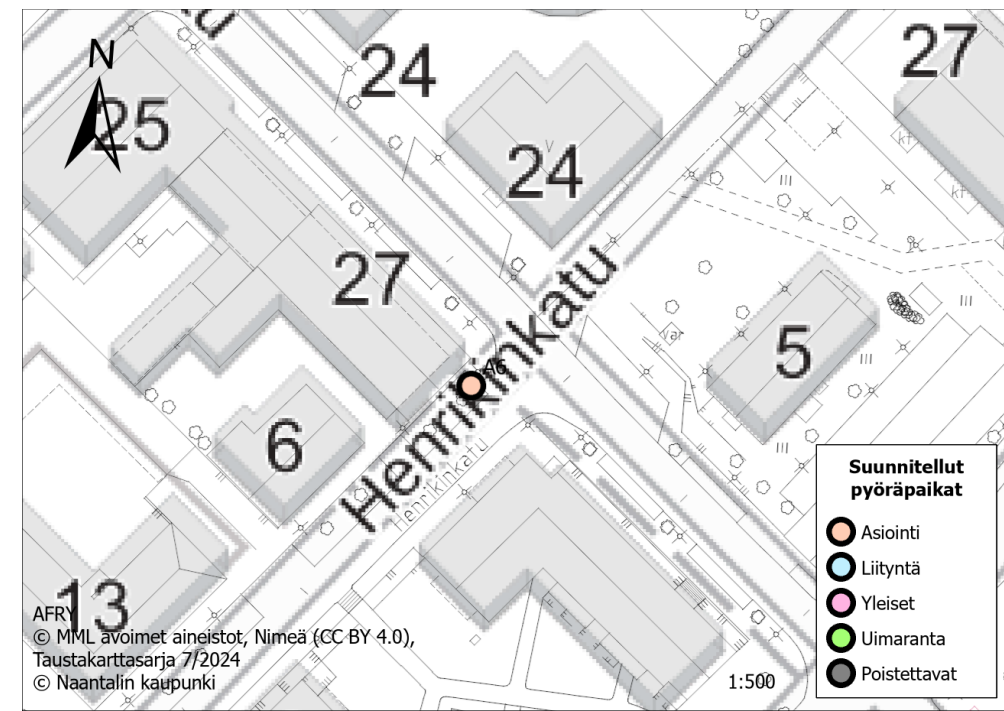 N
24
27
25
24
27
Henrikinkatu
A6
5
var
6
Henrikinkatu
13
Suunnitellut
pyöräpaikat
Asiointi
Liityntä
Yleiset
Uimaranta
Poistettavat
AFRY
© MML avoimet aineistot, Nimeä (CC BY 4.0),
Taustakarttasarja 7/2024
© Naantalin kaupunki
1:500